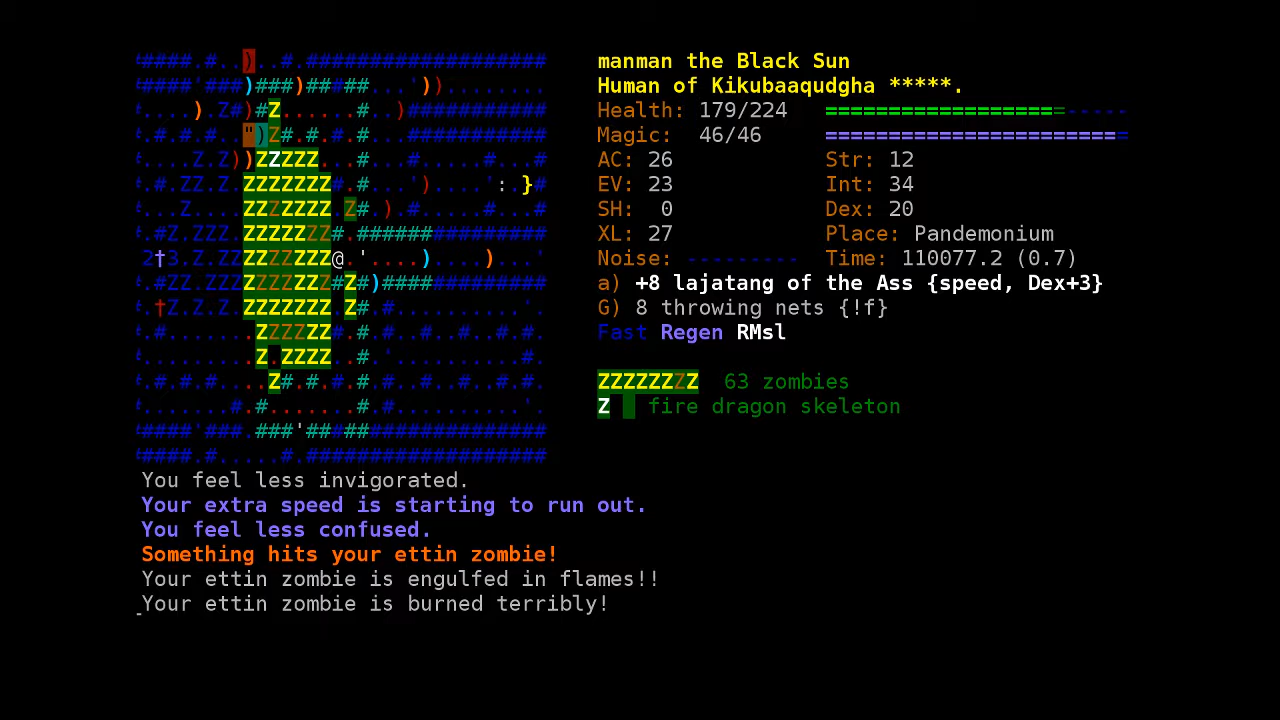 manman the Black Sun
Human of Kikubaaqudgha *****.
Health: 179/224
Magic: 46/46
AC: 26 Str: 12
EV: 23 Int: 34
SH: 0 Dex: 20
XL: 27 Place: Pandemonium
Noise: --------- Time: 110077.2 (0.7)
a) +8 lajatang of the Ass {speed, Dex+3}
G) 8 throwing nets {!f}
Fast Regen RMsl
ZZZZZZZZ 63 zombies
Z fire dragon skeleton
You feel less invigorated.
Your extra speed is starting to run out.
You feel less confused.
Something hits your ettin zombie!
Your ettin zombie is engulfed in flames!!
_Your ettin zombie is burned terribly!